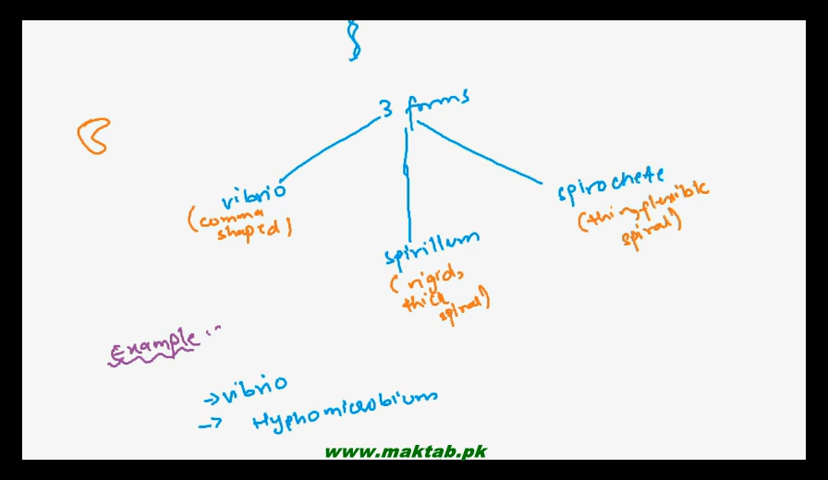 3 forms
vibrio
(comma
shaped)
spirillum
(rigid,
thick
spiral)
spirochete
(thin, flexible
spiral)
Example :-
→ vibrio
→ Hyphomicrobium
www.maktab.pk